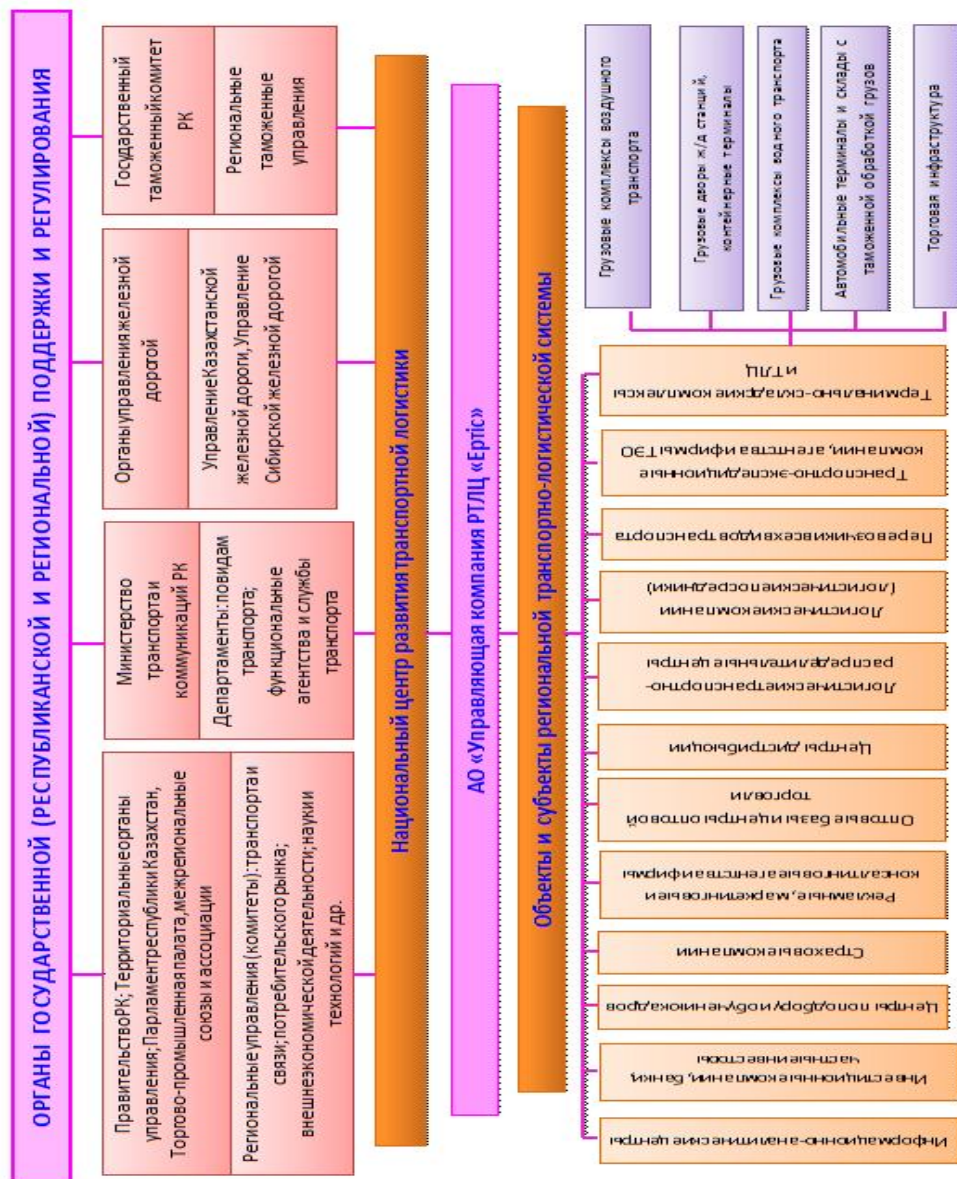 ОРГАНЫ ГОСУДАРСТВЕННОЙ (РЕСПУБЛИКАНСКОЙ И РЕГИОНАЛЬНОЙ) ПОДДЕРЖКИ И РЕГУЛИРОВАНИЯ
Правительство РК; Территориальные органы
управления; Парламент республики Казахстан,
Торгово-промышленная палата, межрегиональные
союзы и ассоциации
Региональные управления (комитеты): транспорта и
связи; потребительского рынка;
внешнеэкономической деятельности; науки и
технологий и др.
Министерство
транспорта и
коммуникаций РК
Департаменты: по видам
транспорта;
функциональные
агентства и службы
транспорта
Органы управления железной
дорогой
Управление Казахстанской
железной дороги, Управление
Сибирской железной дорогой
Государственный
таможенный комитет
РК
Региональные
таможенные
управления
Национальный центр развития транспортной логистики
АО «Управляющая компания РТЛЦ «Ертіс»
Объекты и субъекты региональной транспортно-логистической системы
Информационно-аналитические центры
Инвестиционные компании, банки,
частные инвесторы
Центры по подбору и обучению кадров
Страховые компании
Рекламные, маркетинговые и
консалтинговые агентства и фирмы
Оптовые базы и центры оптовой
торговли
Центры дистрибьюции
Логистические транспортно-
распределительные центры
Логистические компании
(логистические посредники)
Перевозчики всех видов транспорта
Транспортно-экспедиционные
компании, агентства и фирмы ТЭО
Терминально-складские комплексы
и ТЛЦ
Грузовые комплексы воздушного
транспорта
Грузовые дворы ж/д станций,
контейнерные терминалы
Грузовые комплексы водного транспорта
Автомобильные терминалы и склады с
таможенной обработкой грузов
Торговая инфраструктура